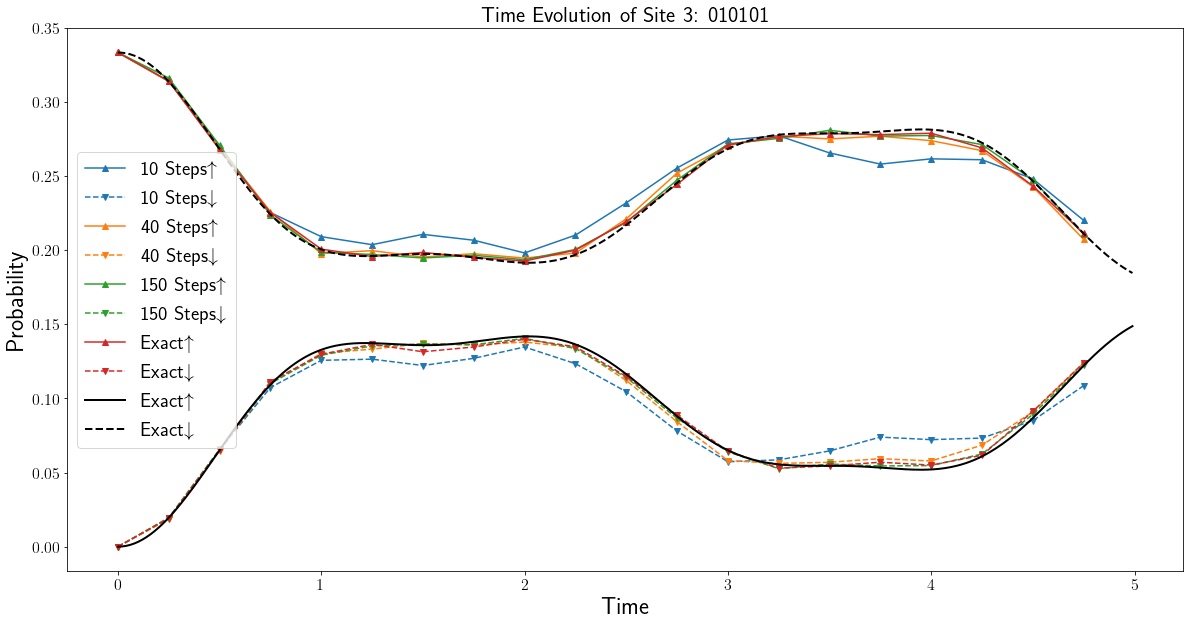 Time Evolution of Site 3: 010101
0.35
0.30
0.25
0.20
0.15
0.10
0.05
0.00
Probability
10 Steps↑
10 Steps↓
40 Steps↑
40 Steps↓
150 Steps↑
150 Steps↓
Exact↑
Exact↓
Exact↑
Exact↓
0 1 2 3 4 5
Time